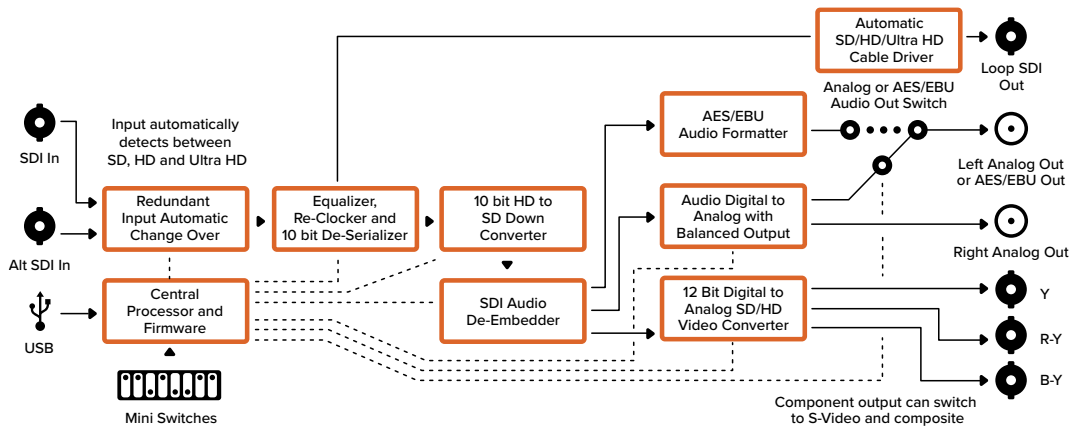 Automatic
SD/HD/Ultra HD
Cable Driver
Loop SDI
Out
Analog or AES/EBU
Audio Out Switch
SDI In
Input automatically
detects between
SD, HD and Ultra HD
AES/EBU
Audio Formatter
Left Analog Out
or AES/EBU Out
Alt SDI In
Redundant
Input Automatic
Change Over
Equalizer,
Re-Clocker and
10 bit De-Serializer
10 bit HD to
SD Down
Converter
Audio Digital to
Analog with
Balanced Output
Right Analog Out
USB
Central
Processor and
Firmware
SDI Audio
De-Embedder
12 Bit Digital to
Analog SD/HD
Video Converter
Y
R-Y
B-Y
Mini Switches
Component output can switch
to S-Video and composite